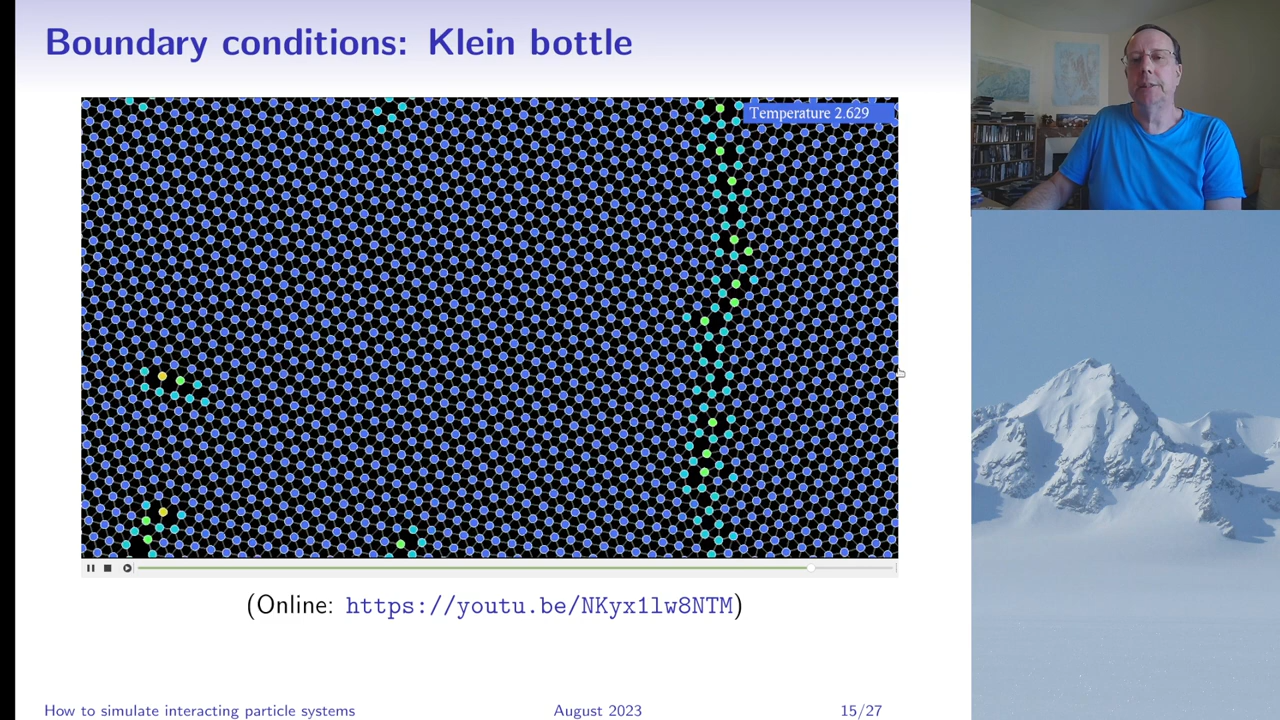 Boundary conditions: Klein bottle
Temperature 2.629
(Online: https://youtu.be/NKyx1lw8NTM)
How to simulate interacting particle systems
August 2023
15/27